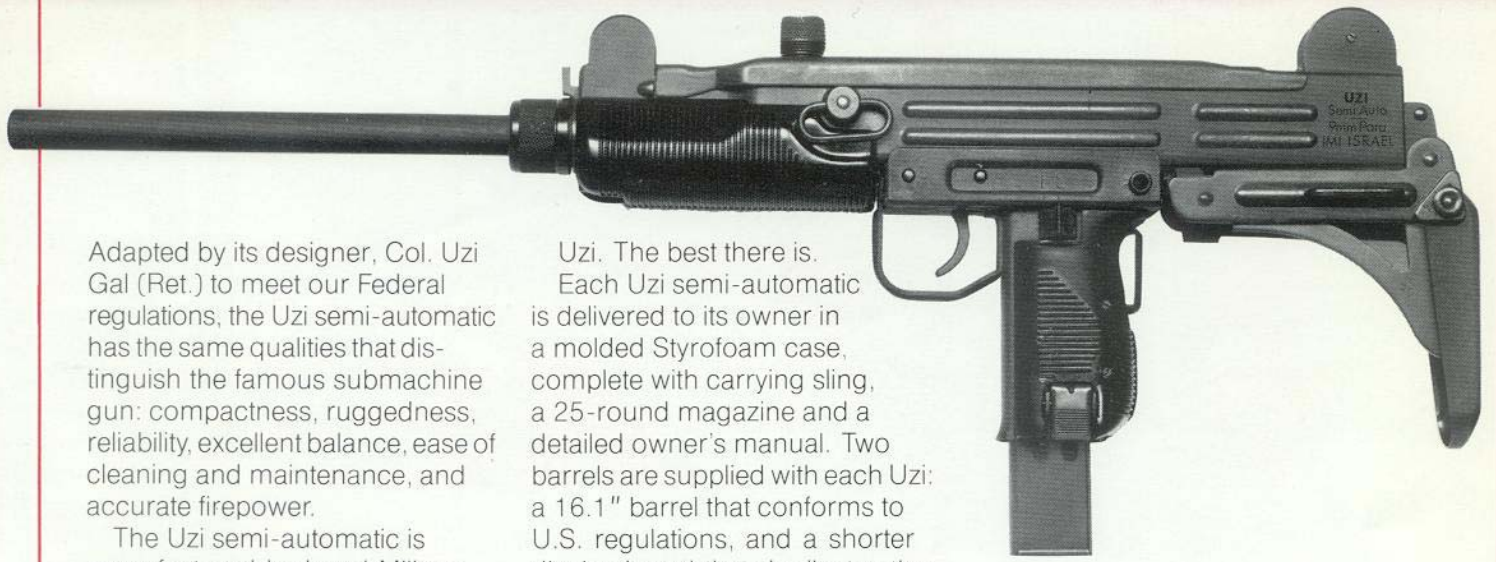 UZI
Semi Auto
9mm Para
IMI ISRAEL
Adapted by its designer, Col. Uzi
Gal (Ret.) to meet our Federal
regulations, the Uzi semi-automatic
has the same qualities that dis-
tinguish the famous submachine
gun: compactness, ruggedness,
reliability, excellent balance, ease of
cleaning and maintenance, and
accurate firepower.
The Uzi semi-automatic is
Uzi. The best there is.
Each Uzi semi-automatic
is delivered to its owner in
a molded Styrofoam case,
complete with carrying sling,
a 25-round magazine and a
detailed owner's manual. Two
barrels are supplied with each Uzi:
a 16.1" barrel that conforms to
U.S. regulations, and a shorter